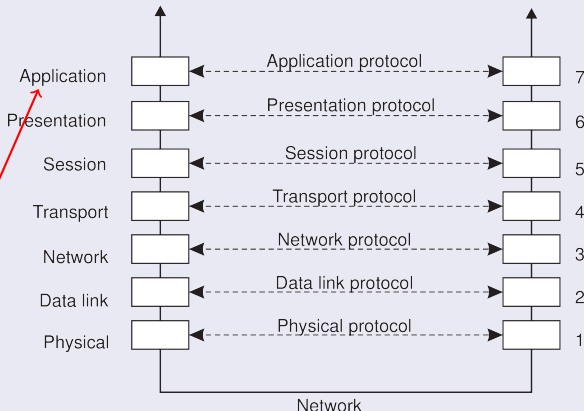 Application Application protocol 7
Presentation Presentation protocol 6
Session Session protocol 5
Transport Transport protocol 4
Network Network protocol 3
Data link Data link protocol 2
Physical Physical protocol 1
Network